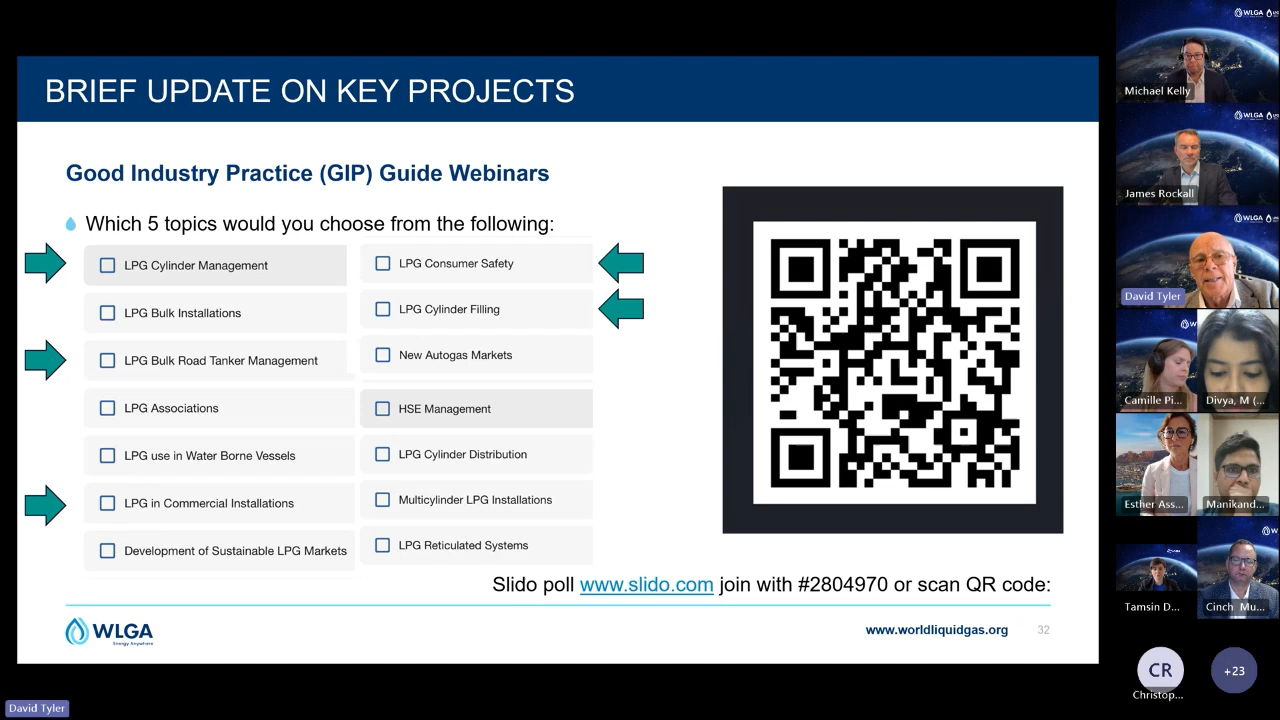 BRIEF UPDATE ON KEY PROJECTS
Good Industry Practice (GIP) Guide Webinars
Which 5 topics would you choose from the following:
LPG Cylinder Management
LPG Bulk Installations
LPG Bulk Road Tanker Management
LPG Associations
LPG use in Water Borne Vessels
LPG in Commercial Installations
Development of Sustainable LPG Markets
LPG Consumer Safety
LPG Cylinder Filling
New Autogas Markets
HSE Management
LPG Cylinder Distribution
Multicylinder LPG Installations
LPG Reticulated Systems
Slido poll www.slido.com join with #2804970 or scan QR code:
WLGA
Energy Anywhere
www.worldliquidgas.org
32
WLGA
Michael Kelly
WLGA
James Rockall
WLGA
David Tyler
Camille Pi...
Divya, M (...
Esther Ass...
Manikand...
Tamsin D...
Cinch Mu...
CR
Christop...
+23
David Tyler